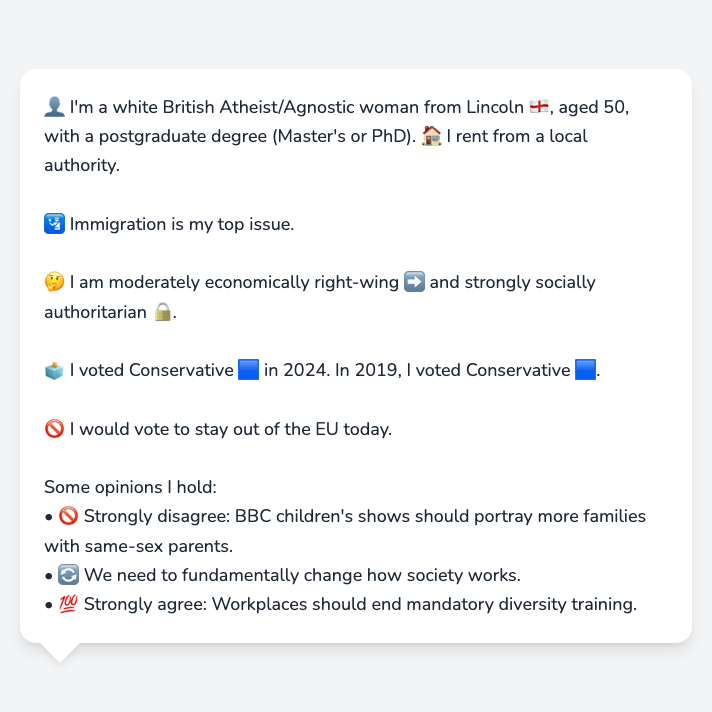 👤 I'm a white British Atheist/Agnostic woman from Lincoln 🏴󠁧󠁢󠁥󠁮󠁧󠁿, aged 50,
with a postgraduate degree (Master's or PhD). 🏠 I rent from a local
authority.
🛂 Immigration is my top issue.
🤔 I am moderately economically right-wing ➡️ and strongly socially
authoritarian 🔒.
🗳️ I voted Conservative 🟦 in 2024. In 2019, I voted Conservative 🟦.
🚫 I would vote to stay out of the EU today.
Some opinions I hold:
• 🚫 Strongly disagree: BBC children's shows should portray more families
with same-sex parents.
• 🔄 We need to fundamentally change how society works.
• 💯 Strongly agree: Workplaces should end mandatory diversity training.